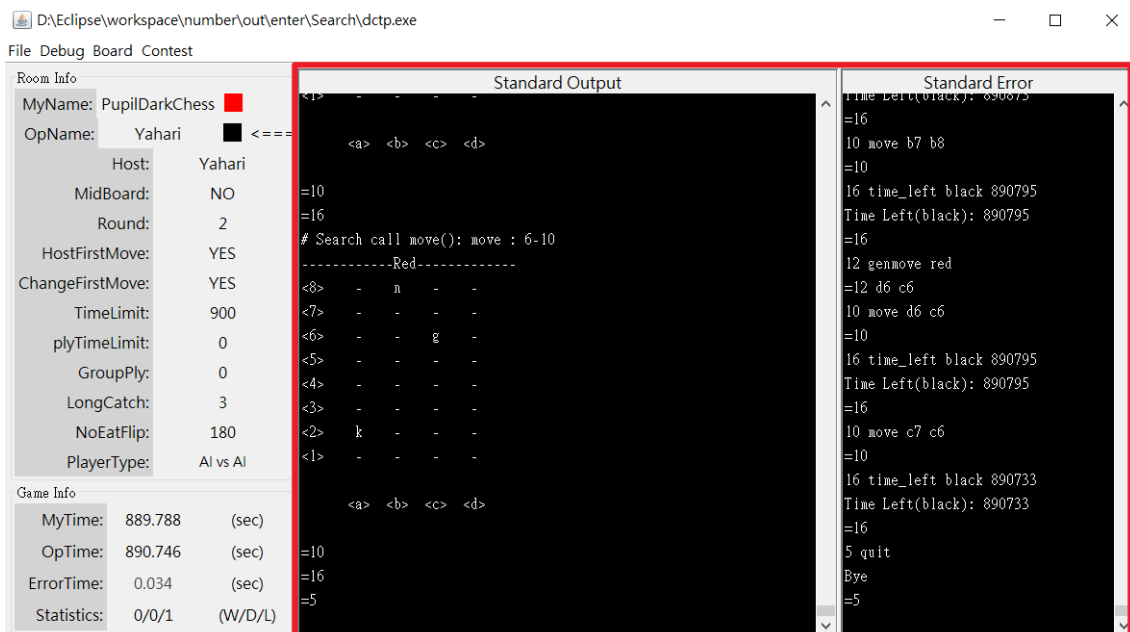 D:\Eclipse\workspace\number\out\enter\Search\dctp.exe
File Debug Board Contest
Room Info
MyName: PupilDarkChess
OpName: Yahari <===
Host: Yahari
MidBoard: NO
Round: 2
HostFirstMove: YES
ChangeFirstMove: YES
TimeLimit: 900
plyTimeLimit: 0
GroupPly: 0
LongCatch: 3
NoEatFlip: 180
PlayerType: AI vs AI
Game Info
MyTime: 889.788 (sec)
OpTime: 890.746 (sec)
ErrorTime: 0.034 (sec)
Statistics: 0/0/1 (W/D/L)
Standard Output
<1> - - - -
<a> <b> <c> <d>
=10
=16
# Search call move(): move : 6-10
------------Red-------------
<8> - n - -
<7> - - - -
<6> - - g -
<5> - - - -
<4> - - - -
<3> - - - -
<2> k - - -
<1> - - - -
<a> <b> <c> <d>
=10
=16
=5
Standard Error
Time Left(black): 890875
=16
10 move b7 b8
=10
16 time_left black 890795
Time Left(black): 890795
=16
12 genmove red
=12 d6 c6
10 move d6 c6
=10
16 time_left black 890795
Time Left(black): 890795
=16
10 move c7 c6
=10
16 time_left black 890733
Time Left(black): 890733
=16
5 quit
Bye
=5